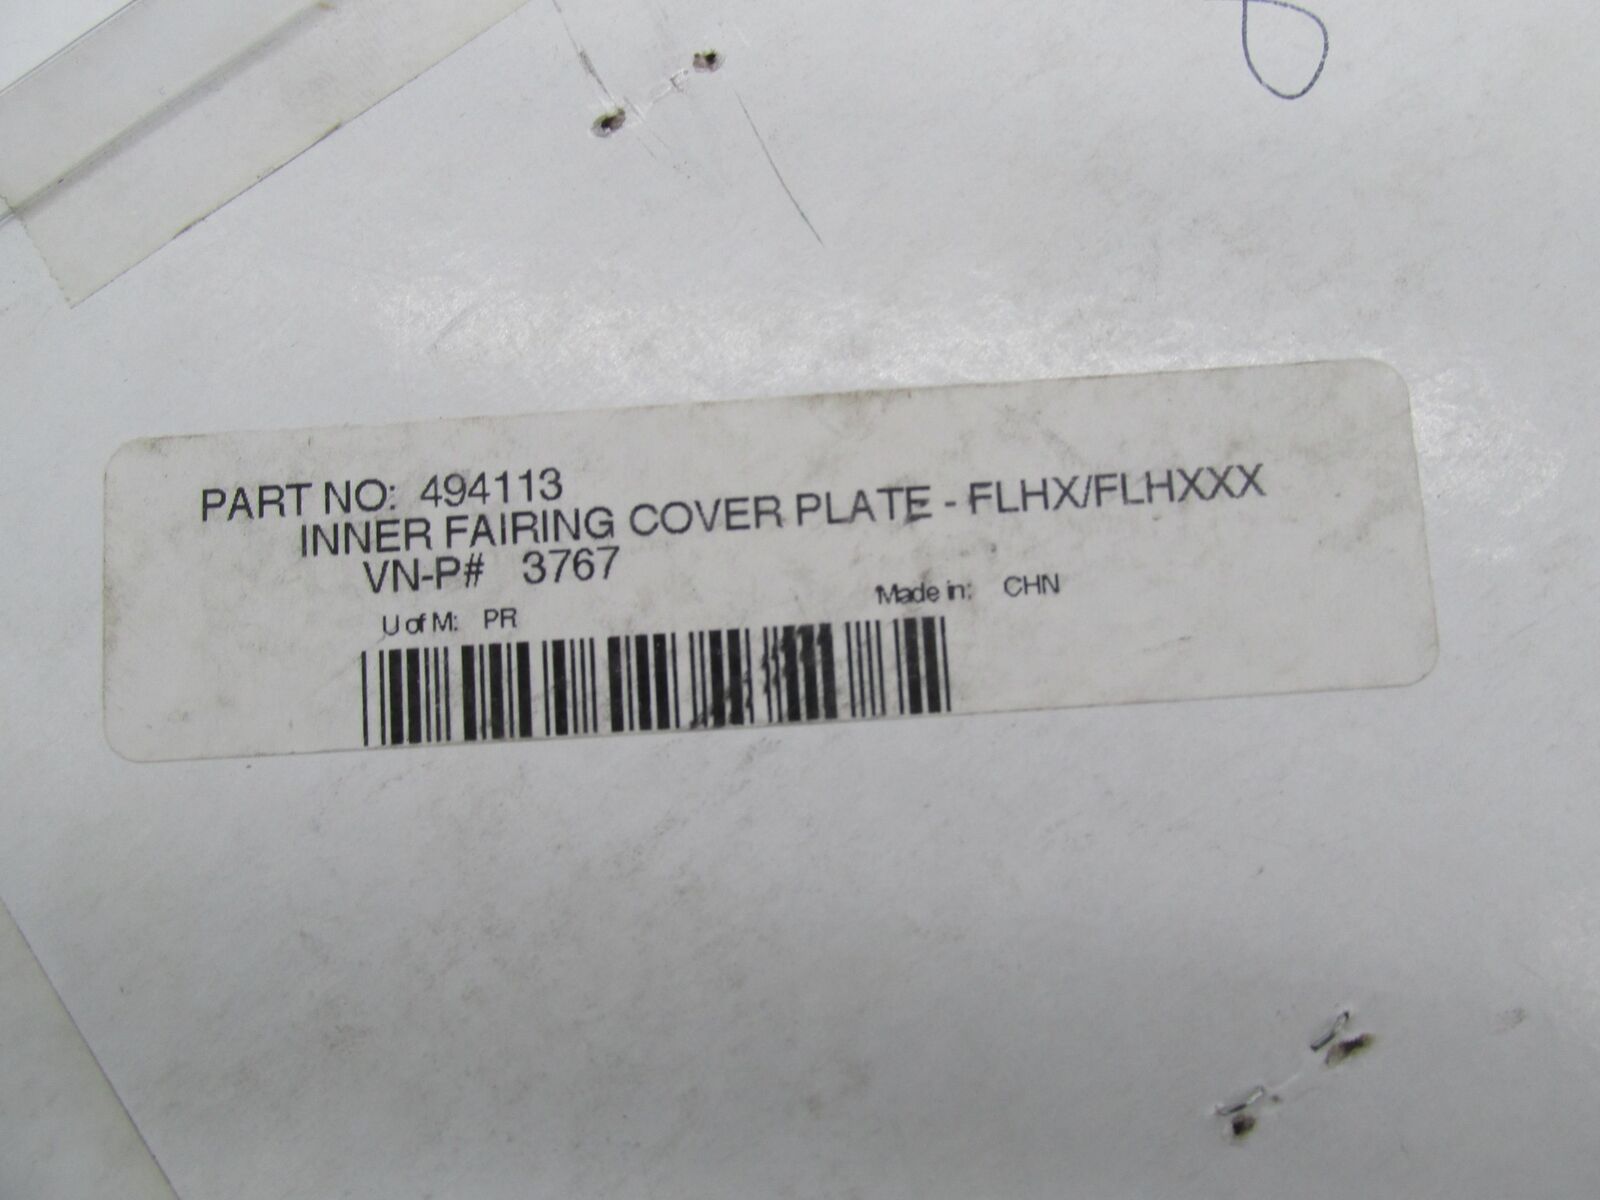 PART NO: 494113
INNER FAIRING COVER PLATE - FLHX/FLHXXX
VN-P# 3767
U of M: PR
Made in: CHN